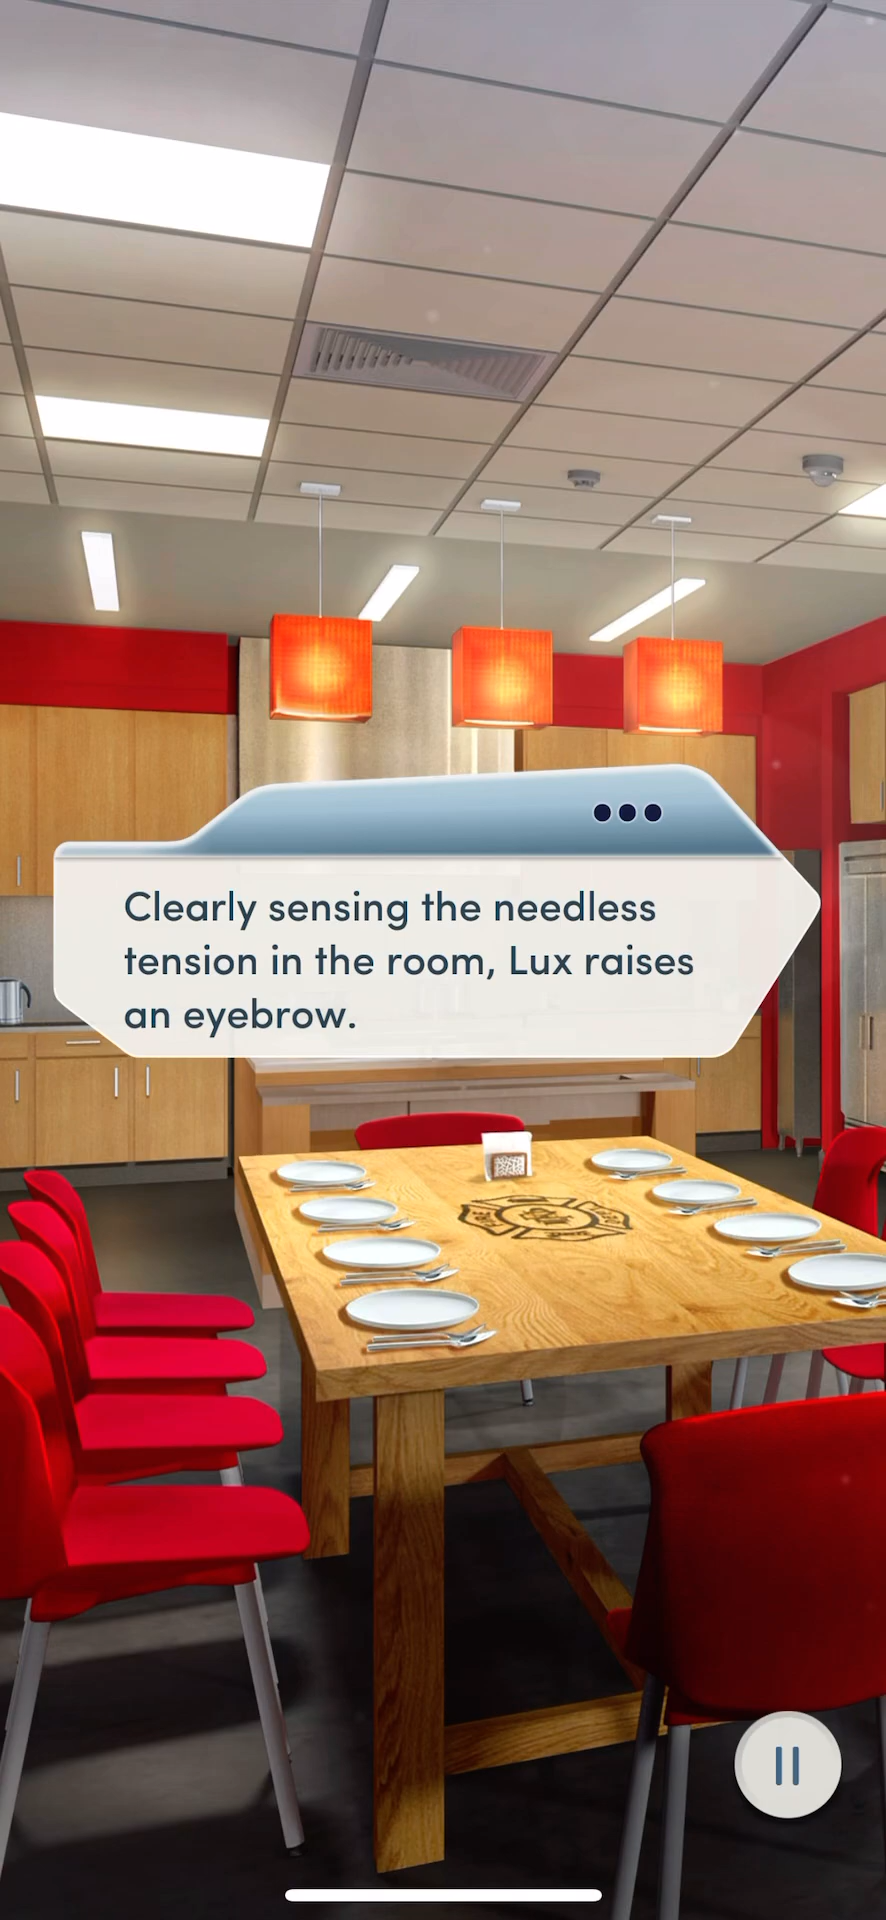 Clearly sensing the needless
tension in the room, Lux raises
an eyebrow.